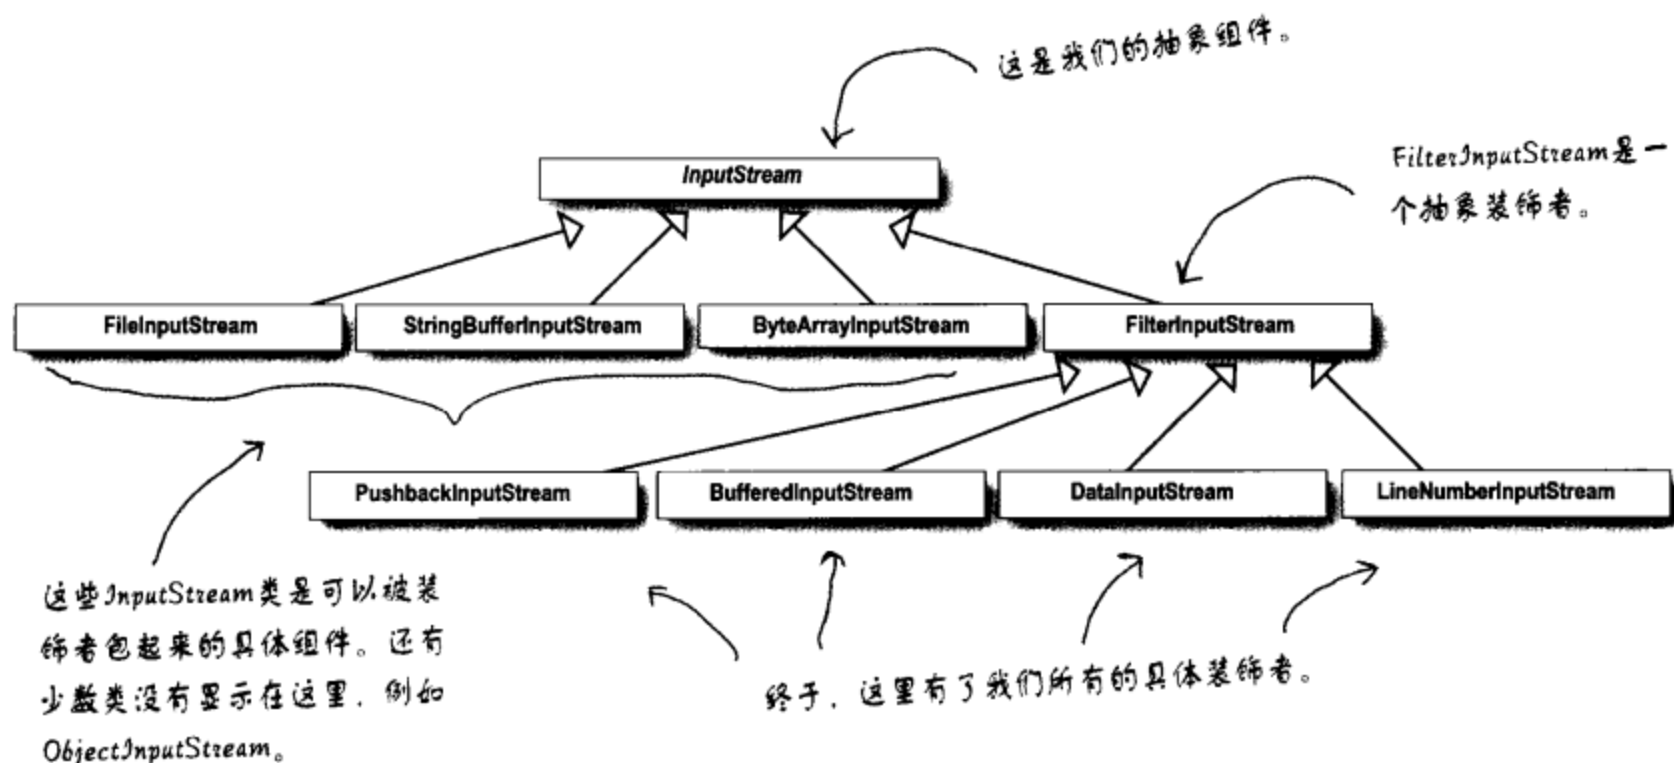 这是我们的抽象组件。
InputStream
FilterInputStream是一
个抽象装饰者。
FileInputStream
StringBufferInputStream
ByteArrayInputStream
FilterInputStream
PushbackInputStream
BufferedInputStream
DataInputStream
LineNumberInputStream
这些InputStream类是可以被装
饰者包起来的具体组件。还有
少数类没有显示在这里，例如
ObjectInputStream。
终于，这里有了我们所有的具体装饰者。